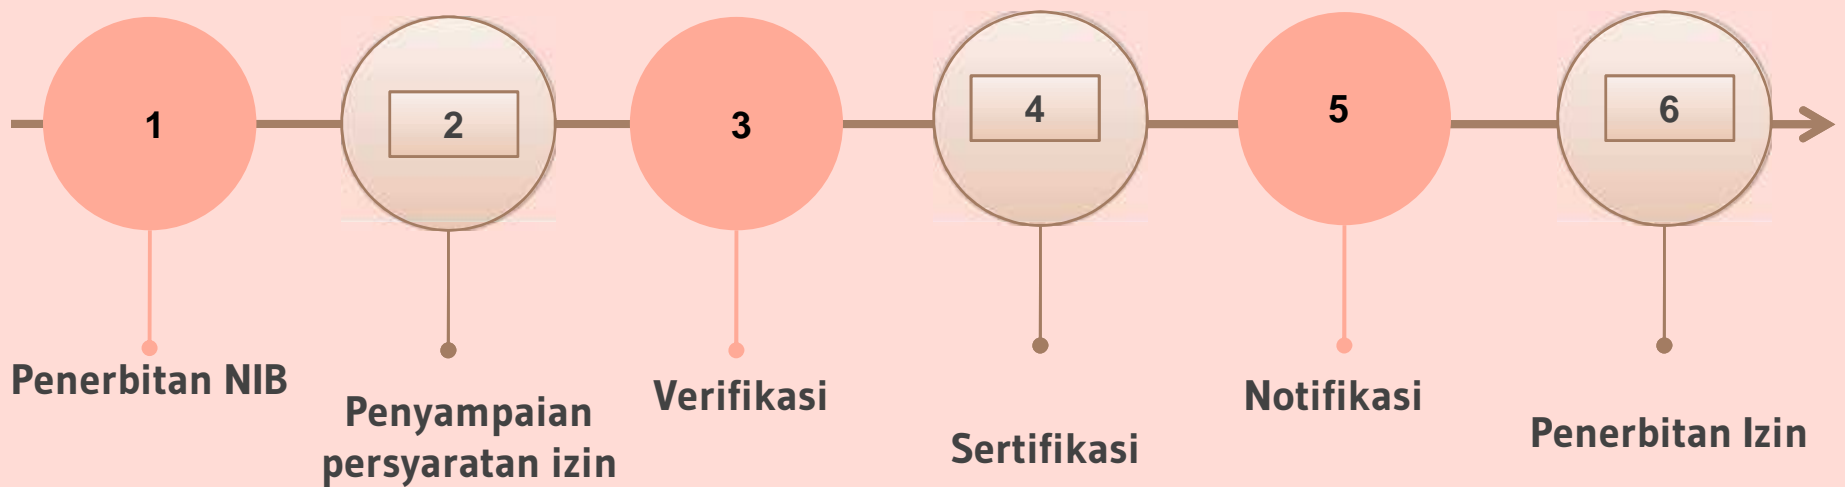 1
2
3
4
5
6
Penerbitan NIB
Penyampaian
persyaratan izin
Verifikasi
Sertifikasi
Notifikasi
Penerbitan Izin